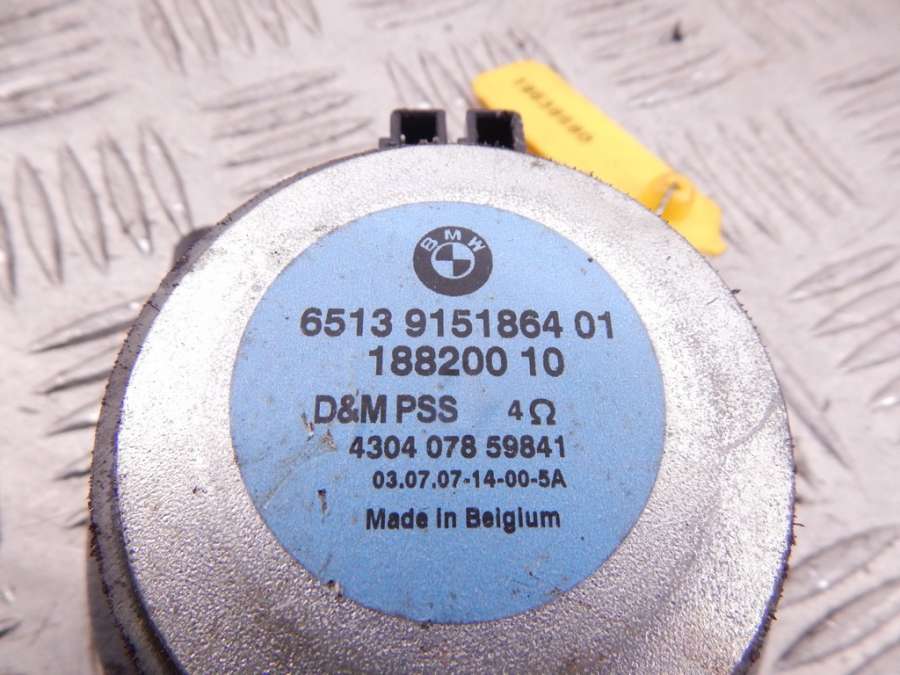 BMW
6513 9151864 01
188200 10
D&M PSS 4Ω
4304 078 59841
03.07.07-14-00-5A
Made in Belgium